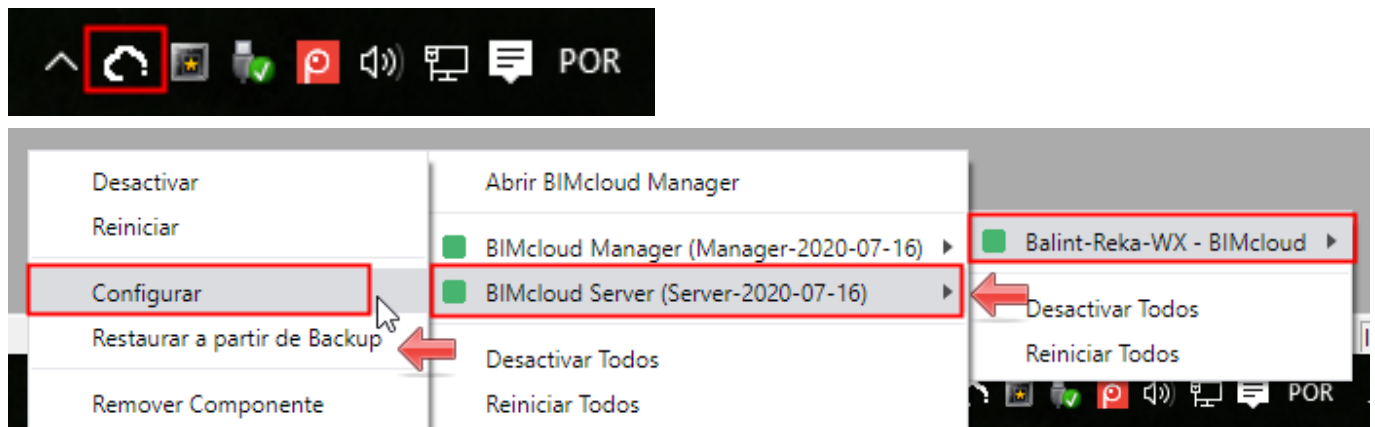 POR
Desactivar
Reiniciar
Configurar
Restaurar a partir de Backup
Remover Componente
Abrir BIMcloud Manager
BIMcloud Manager (Manager-2020-07-16)
BIMcloud Server (Server-2020-07-16)
Desactivar Todos
Reiniciar Todos
Balint-Reka-WX - BIMcloud
Desactivar Todos
Reiniciar Todos
POR